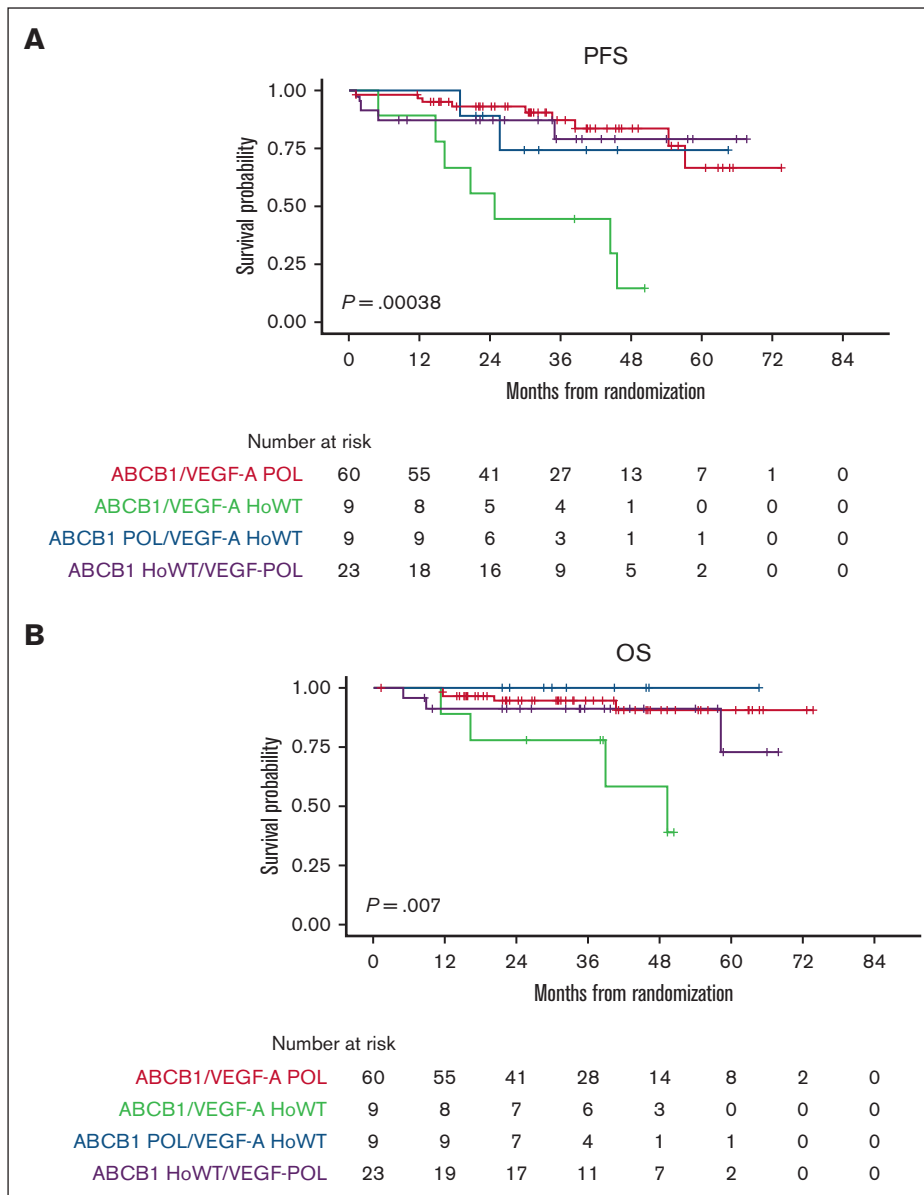 A
PFS
1.00
0.75
0.50
0.25
0.00
Survival probability
P = .00038
0 12 24 36 48 60 72 84
Months from randomization
Number at risk
ABCB1/VEGF-A POL 60 55 41 27 13 7 1 0
ABCB1/VEGF-A HoWT 9 8 5 4 1 0 0 0
ABCB1 POL/VEGF-A HoWT 9 9 6 3 1 1 0 0
ABCB1 HoWT/VEGF-POL 23 18 16 9 5 2 0 0
B
OS
1.00
0.75
0.50
0.25
0.00
Survival probability
P = .007
0 12 24 36 48 60 72 84
Months from randomization
Number at risk
ABCB1/VEGF-A POL 60 55 41 28 14 8 2 0
ABCB1/VEGF-A HoWT 9 8 7 6 3 0 0 0
ABCB1 POL/VEGF-A HoWT 9 9 7 4 1 1 0 0
ABCB1 HoWT/VEGF-POL 23 19 17 11 7 2 0 0